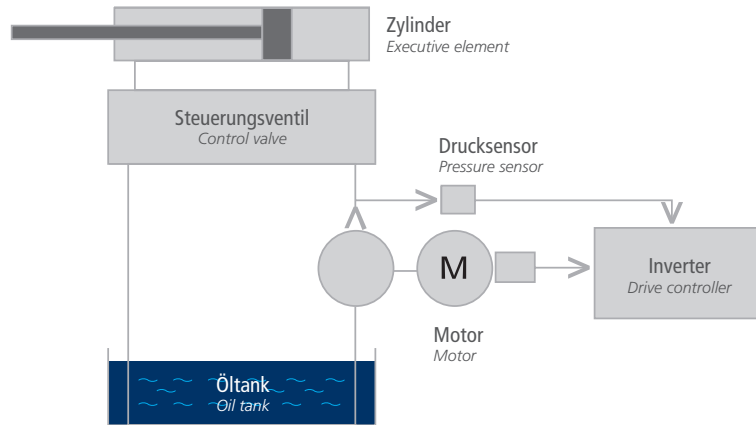 Zylinder
Executive element
Steuerungsventil
Control valve
Drucksensor
Pressure sensor
M
Inverter
Drive controller
Motor
Motor
Öltank
Oil tank